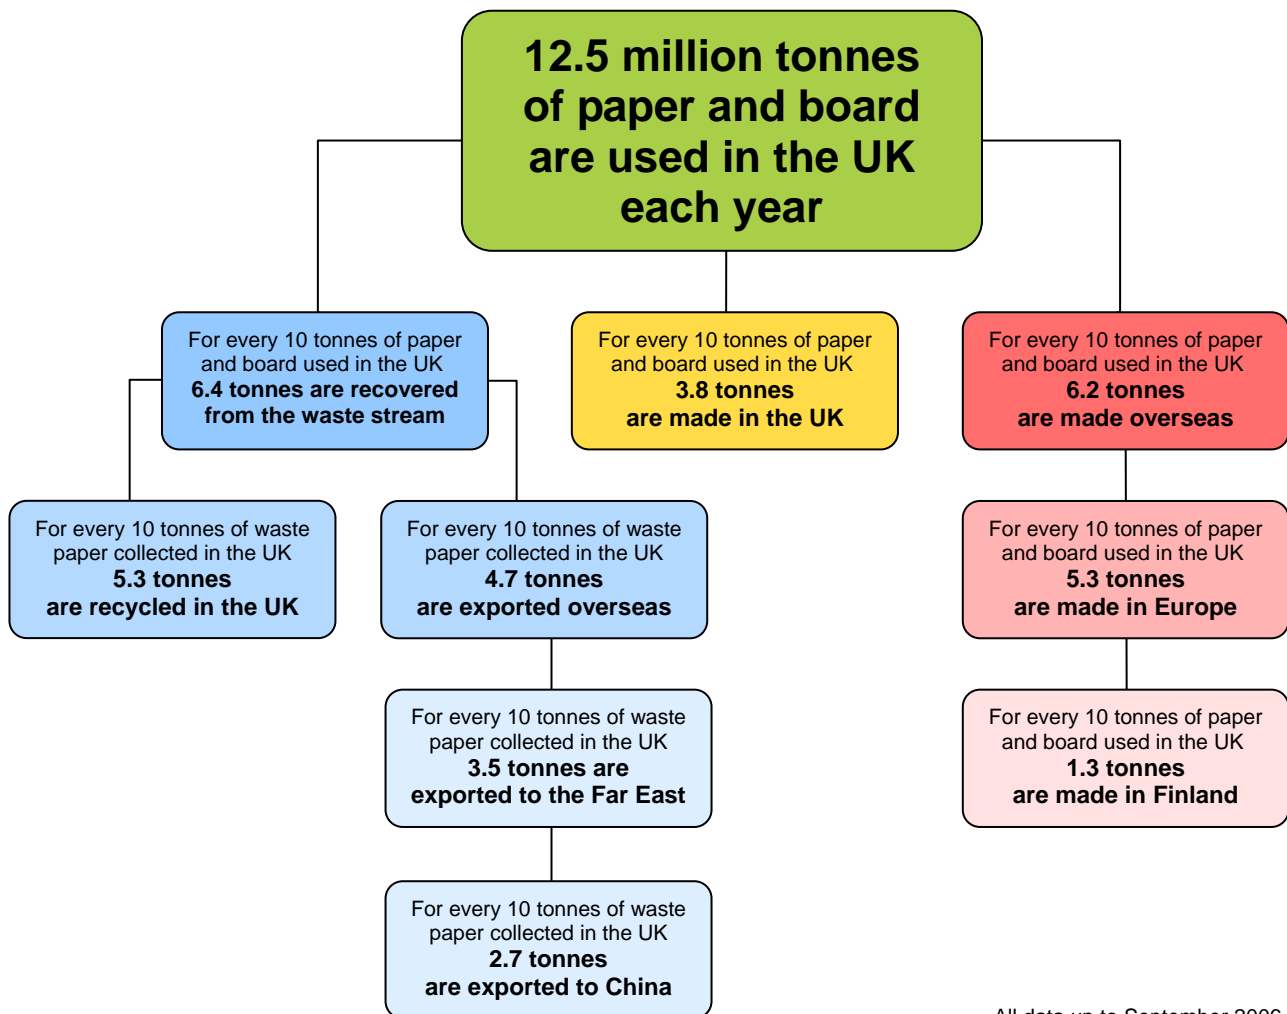 12.5 million tonnes
of paper and board
are used in the UK
each year
For every 10 tonnes of paper
and board used in the UK
6.4 tonnes are recovered
from the waste stream
For every 10 tonnes of paper
and board used in the UK
3.8 tonnes
are made in the UK
For every 10 tonnes of paper
and board used in the UK
6.2 tonnes
are made overseas
For every 10 tonnes of waste
paper collected in the UK
5.3 tonnes
are recycled in the UK
For every 10 tonnes of waste
paper collected in the UK
4.7 tonnes
are exported overseas
For every 10 tonnes of paper
and board used in the UK
5.3 tonnes
are made in Europe
For every 10 tonnes of waste
paper collected in the UK
3.5 tonnes are
exported to the Far East
For every 10 tonnes of paper
and board used in the UK
1.3 tonnes
are made in Finland
For every 10 tonnes of waste
paper collected in the UK
2.7 tonnes
are exported to China
All data up to September